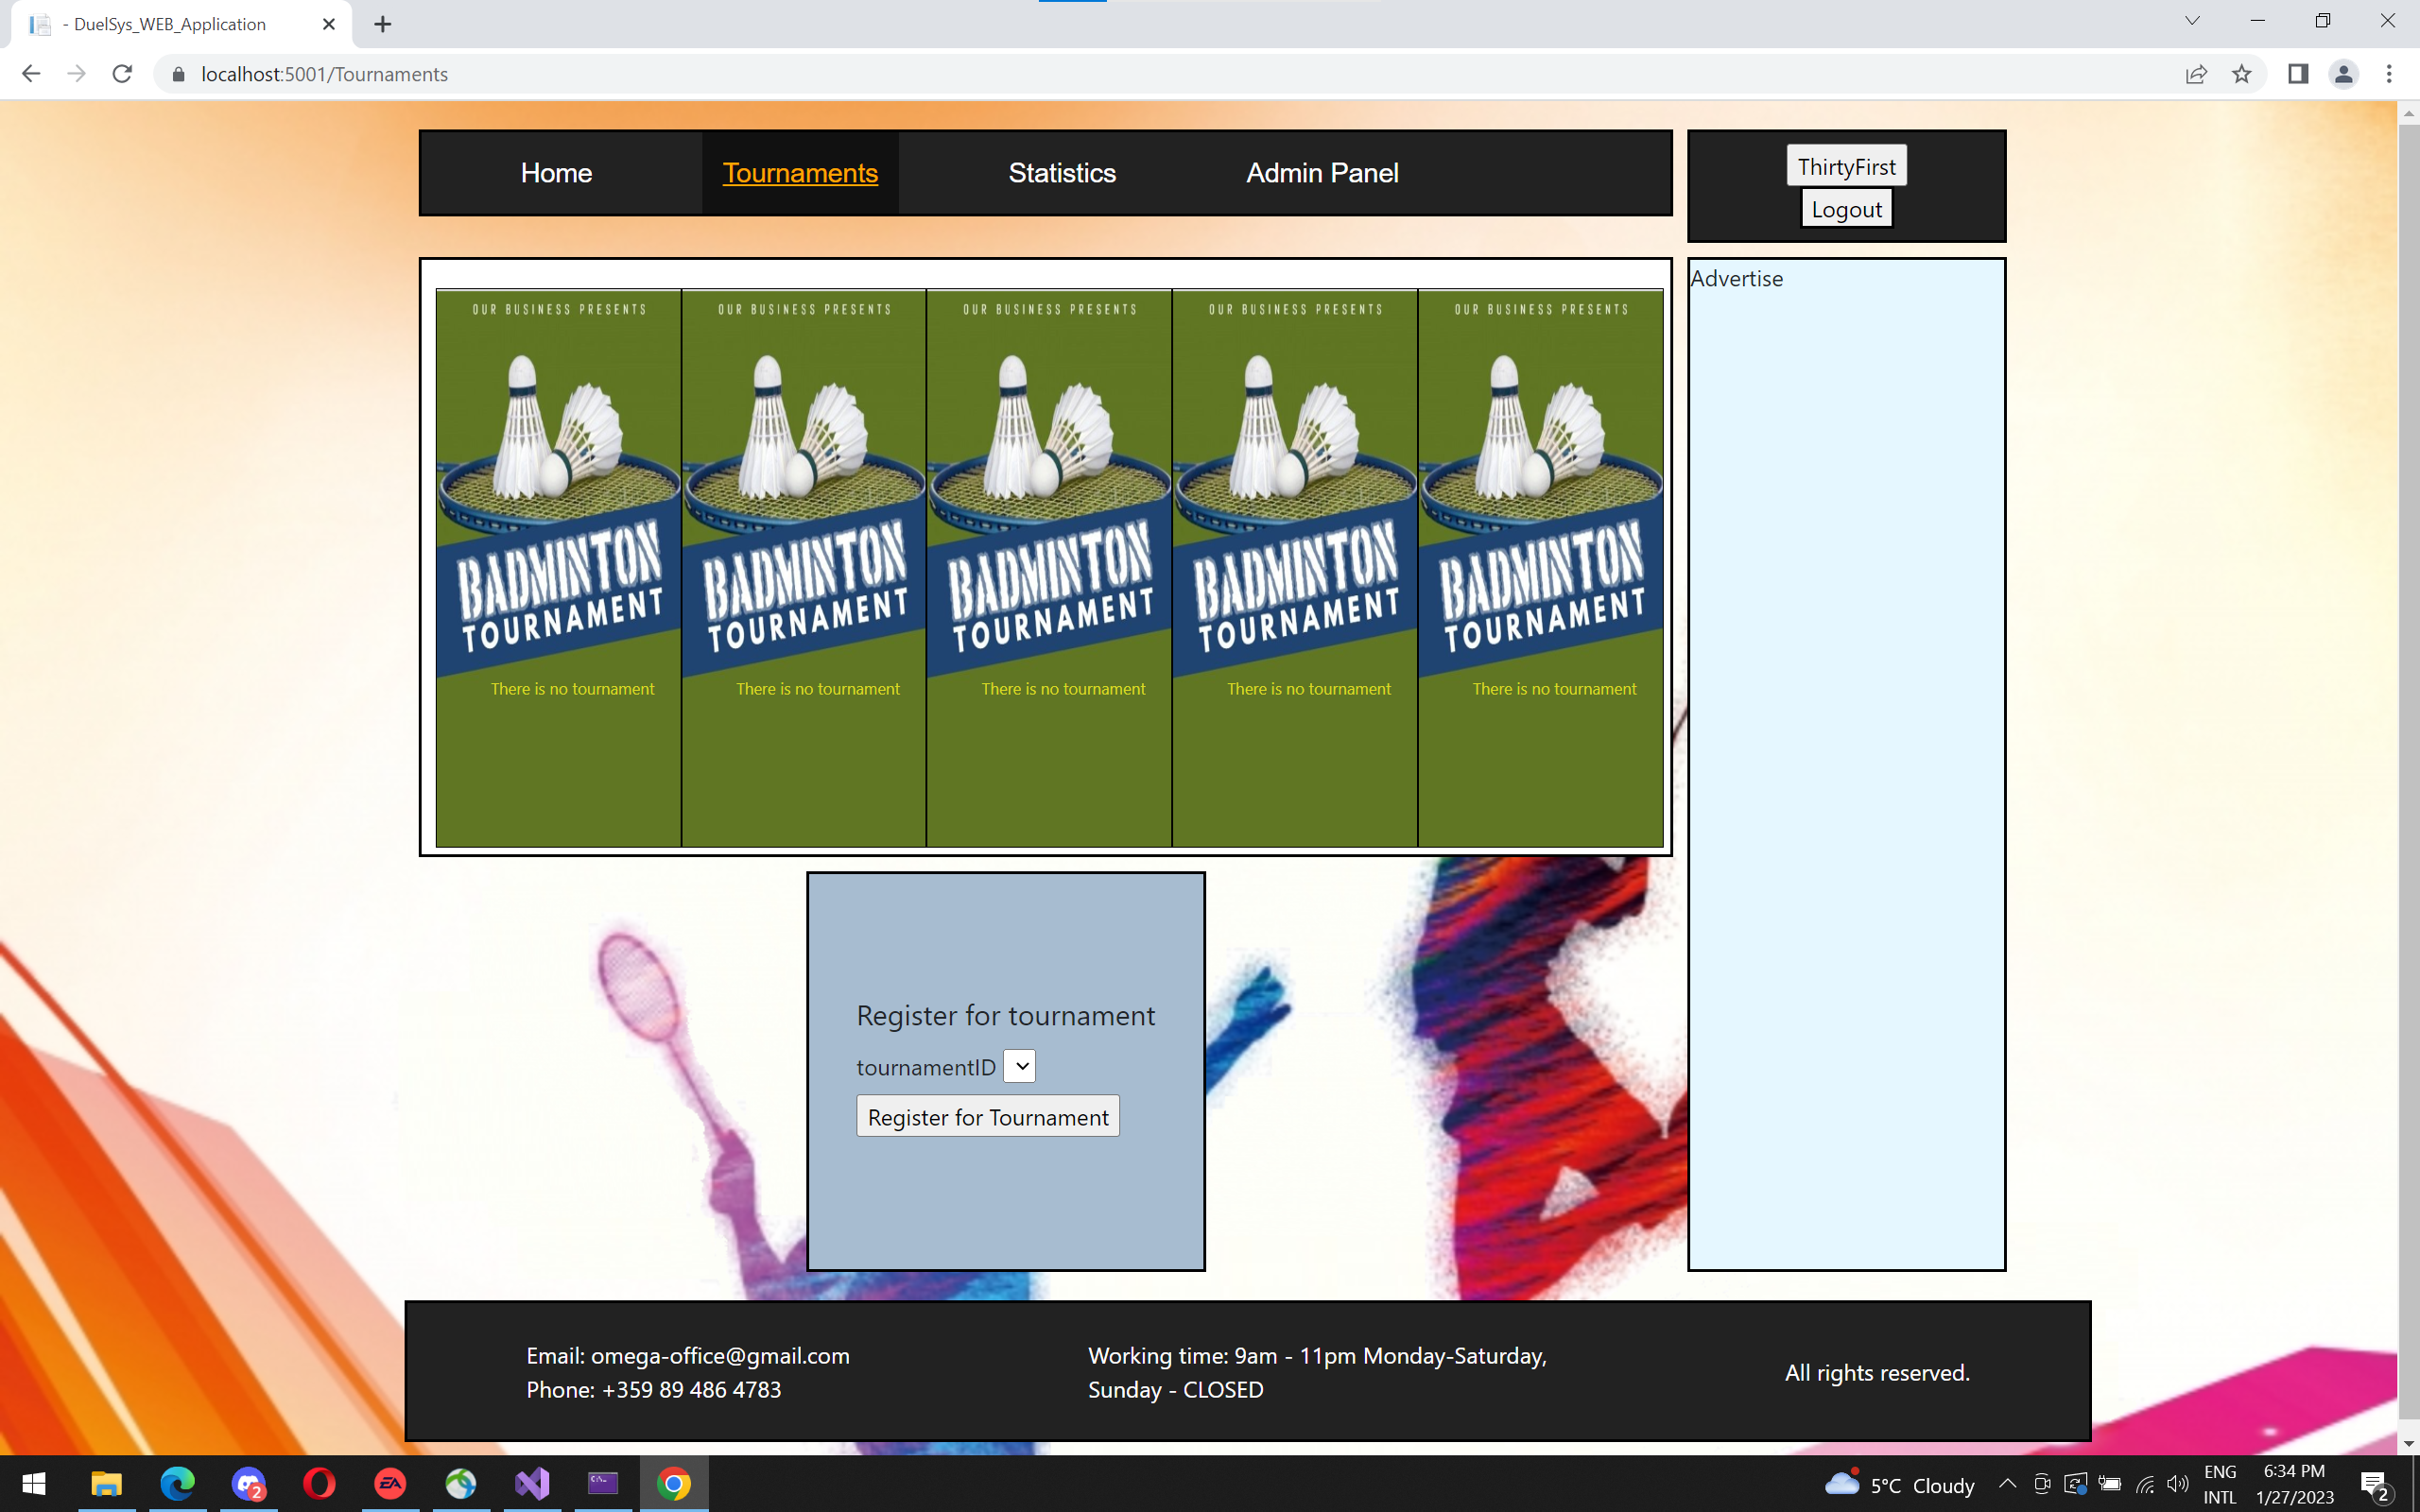 - DuelSys_WEB_Application
localhost:5001/Tournaments
Home Tournaments Statistics Admin Panel
ThirtyFirst
Logout
OUR BUSINESS PRESENTS
BADMINTON
TOURNAMENT
There is no tournament
OUR BUSINESS PRESENTS
BADMINTON
TOURNAMENT
There is no tournament
OUR BUSINESS PRESENTS
BADMINTON
TOURNAMENT
There is no tournament
OUR BUSINESS PRESENTS
BADMINTON
TOURNAMENT
There is no tournament
OUR BUSINESS PRESENTS
BADMINTON
TOURNAMENT
There is no tournament
Advertise
Register for tournament
tournamentID
Register for Tournament
Email: omega-office@gmail.com
Phone: +359 89 486 4783
Working time: 9am - 11pm Monday-Saturday,
Sunday - CLOSED
All rights reserved.
2
EA
C:\_
5°C Cloudy
ENG
INTL
6:34 PM
1/27/2023
2